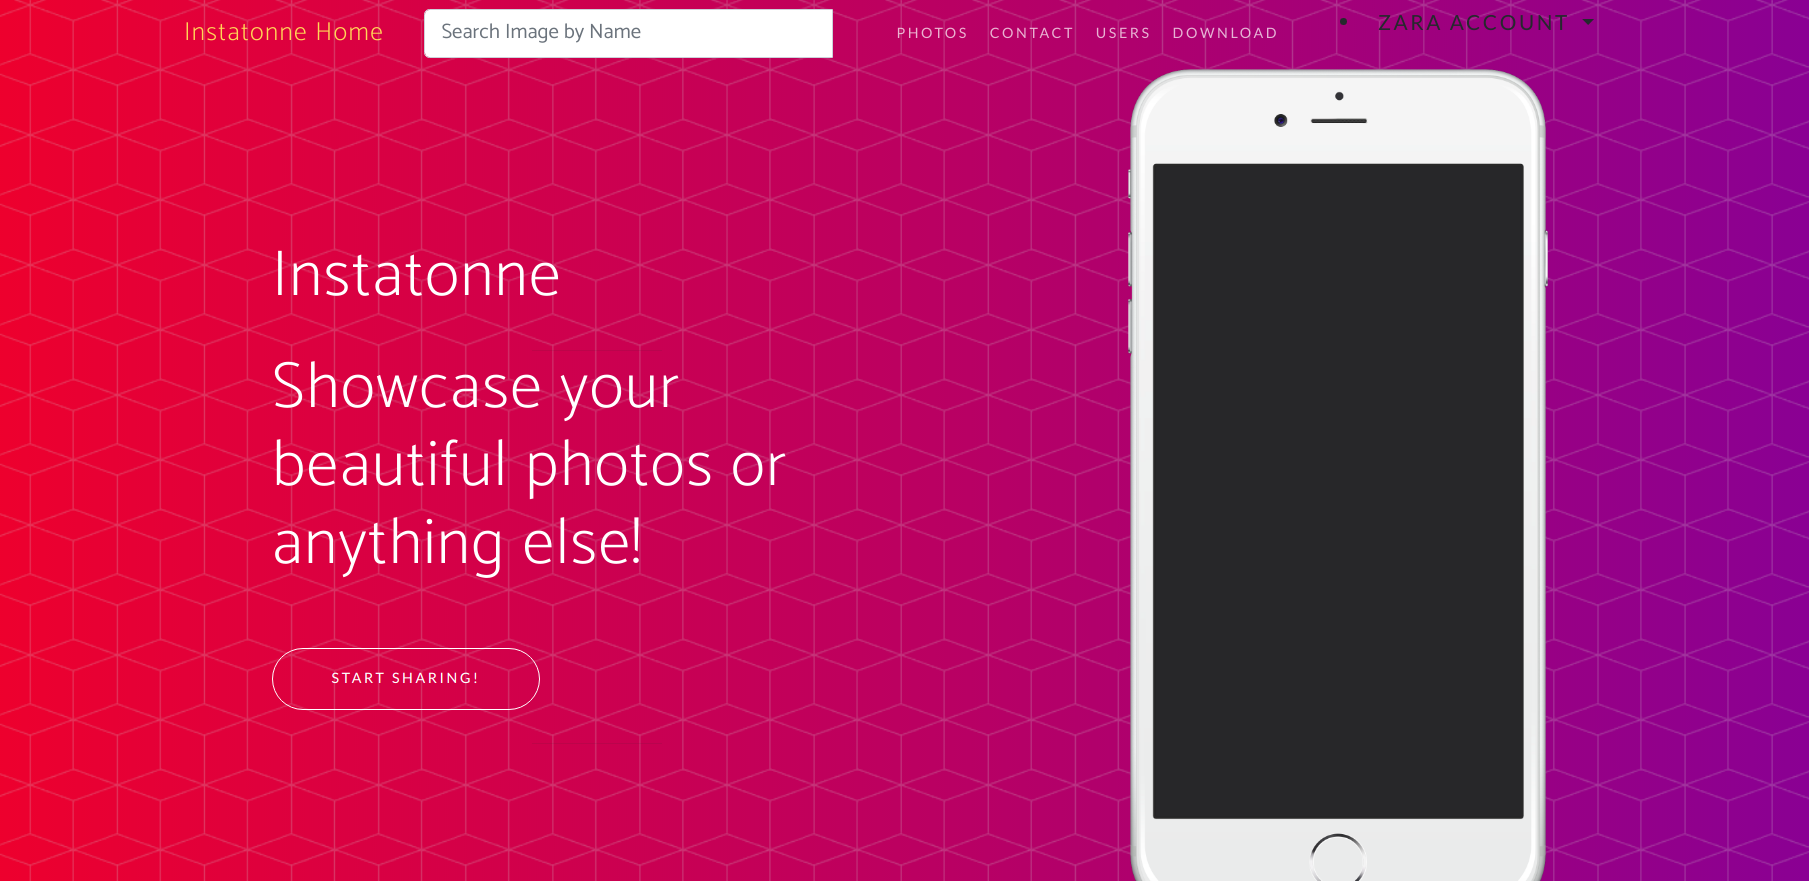 Instatonne Home
Search Image by Name
PHOTOS CONTACT USERS DOWNLOAD
ZARA ACCOUNT
Instatonne
Showcase your
beautiful photos or
anything else!
START SHARING!